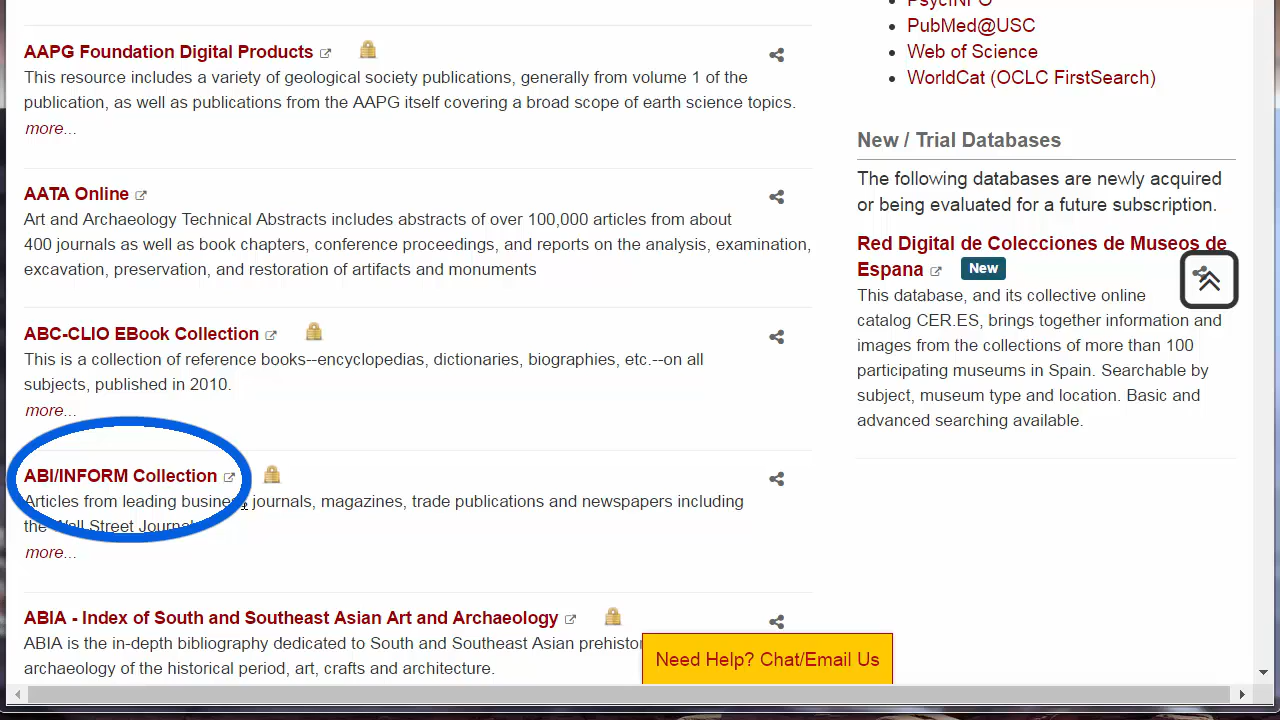 AAPG Foundation Digital Products
This resource includes a variety of geological society publications, generally from volume 1 of the
publication, as well as publications from the AAPG itself covering a broad scope of earth science topics.
more...
AATA Online
Art and Archaeology Technical Abstracts includes abstracts of over 100,000 articles from about
400 journals as well as book chapters, conference proceedings, and reports on the analysis, examination,
excavation, preservation, and restoration of artifacts and monuments
ABC-CLIO EBook Collection
This is a collection of reference books--encyclopedias, dictionaries, biographies, etc.--on all
subjects, published in 2010.
more...
ABI/INFORM Collection
Articles from leading business journals, magazines, trade publications and newspapers including
the Wall Street Journal
more...
ABIA - Index of South and Southeast Asian Art and Archaeology
ABIA is the in-depth bibliography dedicated to South and Southeast Asian prehistor
archaeology of the historical period, art, crafts and architecture.
PsycINFO
PubMed@USC
Web of Science
WorldCat (OCLC FirstSearch)
New / Trial Databases
The following databases are newly acquired
or being evaluated for a future subscription.
Red Digital de Colecciones de Museos de
Espana New
This database, and its collective online
catalog CER.ES, brings together information and
images from the collections of more than 100
participating museums in Spain. Searchable by
subject, museum type and location. Basic and
advanced searching available.
Need Help? Chat/Email Us